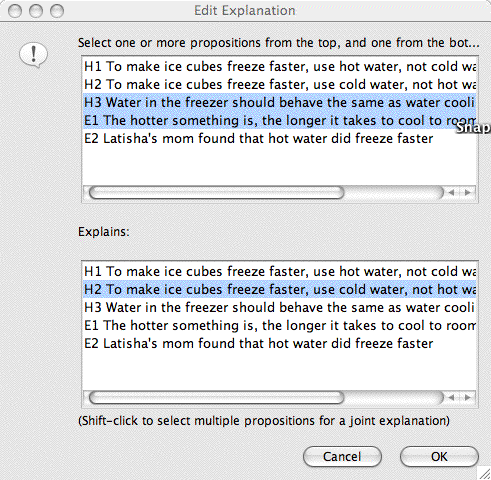 Edit Explanation
Select one or more propositions from the top, and one from the bot...
H1 To make ice cubes freeze faster, use hot water, not cold wa
H2 To make ice cubes freeze faster, use cold water, not hot wa
H3 Water in the freezer should behave the same as water cooli
E1 The hotter something is, the longer it takes to cool to room
Snap
E2 Latisha's mom found that hot water did freeze faster
Explains:
H1 To make ice cubes freeze faster, use hot water, not cold wa
H2 To make ice cubes freeze faster, use cold water, not hot wa
H3 Water in the freezer should behave the same as water cooli
E1 The hotter something is, the longer it takes to cool to room
E2 Latisha's mom found that hot water did freeze faster
(Shift-click to select multiple propositions for a joint explanation)
Cancel OK